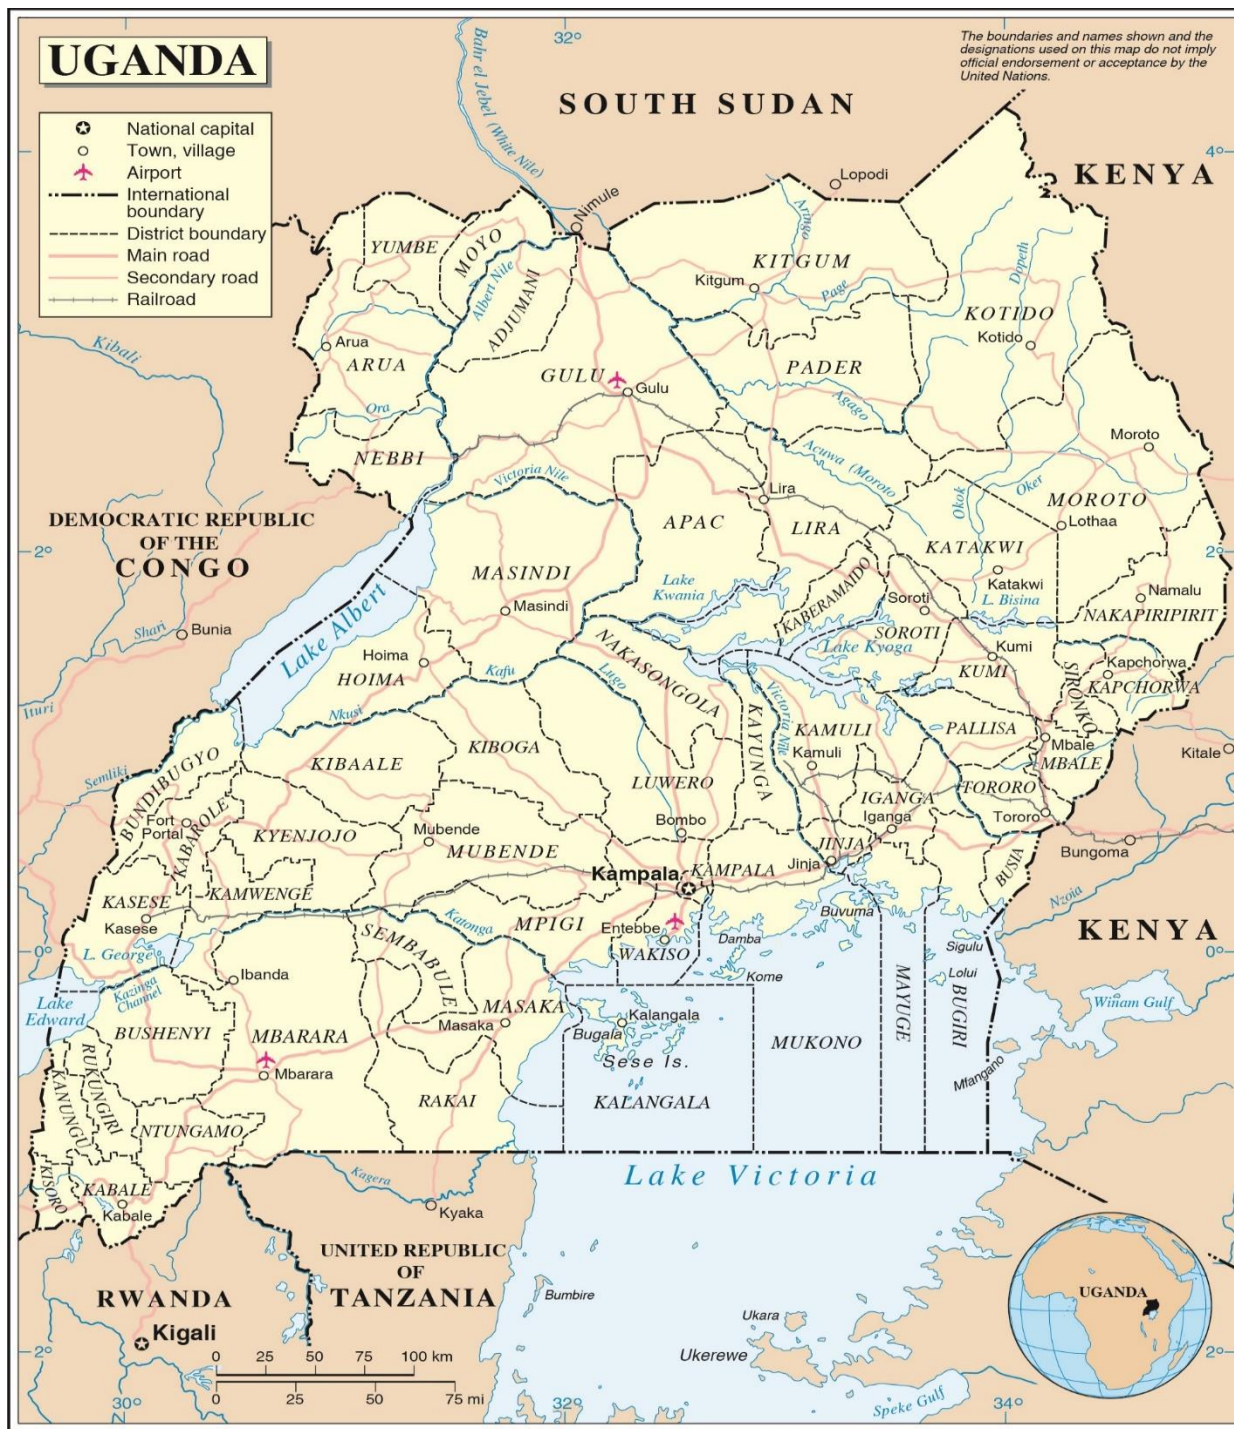 UGANDA
National capital
Town, village
Airport
International
boundary
District boundary
Main road
Secondary road
Railroad
32°
The boundaries and names shown and the
designations used on this map do not imply
official endorsement or acceptance by the
United Nations.
Bahr el Jebel (White Nile)
SOUTH SUDAN
4°
KENYA
Lopodi
Nimule
Aringo
YUMBE
MOYO
KITGUM
Dopeth
Albert Nile
ADJUMANI
Kitgum
Page
KOTIDO
Kotido
Kibali
Arua
ARUA
GULU
Gulu
PADER
Agago
Ora
NEBBI
Moroto
Acuwa (Moroto
Victoria Nile
Okok
Oker
Lira
MOROTO
Lothaa
DEMOCRATIC REPUBLIC
OF THE
CONGO
APAC
LIRA
KATAKWI
2°
2°
MASINDI
Masindi
Lake
Kwania
KABERAMAIDO
Katakwi
L. Bisina
Namalu
NAKAPIRIPIRIT
Shari
Bunia
Lake Albert
Soroti
SOROTI
Lake Kyoga
Kumi
KUMI
Hoima
HOIMA
Kafu
NAKASONGOLA
Lugo
Kapchorwa
KAPCHORWA
SIRONKO
Ituri
Nkusi
Victoria Nile
KAMULI
Kamuli
PALLISA
Mbale
MBALE
Kitale
KIBOGA
KAYUNGA
Semliki
BUNDIBUGYO
KIBAALE
LUWERO
IGANGA
Iganga
TORORO
Tororo
Fort
Portal
KABAROLE
KYENJOJO
Mubende
MUBENDE
Bombo
JINJA
Jinja
BUSIA
Bungoma
Kampala
KAMPALA
KAMWENGE
KASESE
Kasese
Katonga
MPIGI
Entebbe
WAKISO
Buvuma
Damba
Kome
Sigulu
Lolui
Nzoia
KENYA
0°
0°
L. George
Kazinga
Channel
Ibanda
SEMBABULE
Lake
Edward
BUSHENYI
MBARARA
Mbarara
MASAKA
Masaka
Kalangala
Bugala
Sese Is.
KALANGALA
MUKONO
MAYUGE
BUGIRI
Winam Gulf
Mfangano
RUKUNGIRI
KANUNGU
NTUNGAMO
RAKAI
KISORO
KABALE
Kabale
Kagera
Kyaka
Lake Victoria
UNITED REPUBLIC
OF
TANZANIA
RWANDA
Kigali
Bumbire
Ukara
Ukerewe
Speke Gulf
UGANDA
0 25 50 75 100 km
0 25 50 75 mi
2°
2°
30°
32°
34°